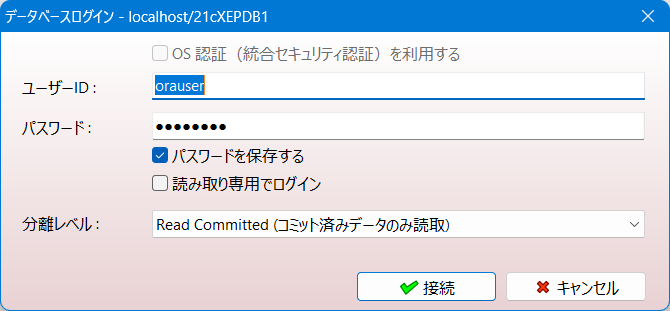 データベースログイン - localhost/21cXEPDB1
OS 認証（統合セキュリティ認証）を利用する
ユーザーID :
orauser
パスワード :
●●●●●●●●
パスワードを保存する
読み取り専用でログイン
分離レベル :
Read Committed (コミット済みデータのみ読取)
接続
キャンセル